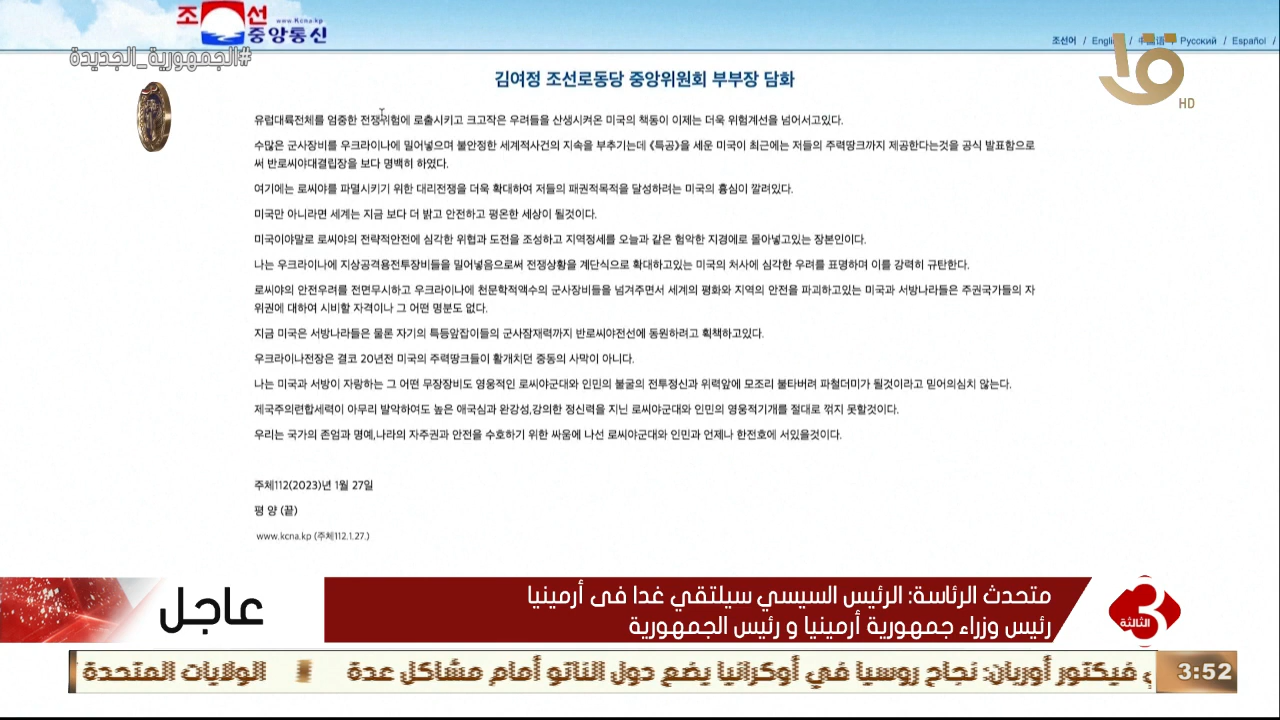 조선
www.Kcna.kp
중앙통신
조선어 / Engli / 中國語 / Русский / Español /
#الجمهورية_الجديدة
HD
김여정 조선로동당 중앙위원회 부부장 담화
유럽대륙전체를 엄중한 전쟁위험에 로출시키고 크고작은 우려들을 산생시켜온 미국의 책동이 이제는 더욱 위험계선을 넘어서고있다.
수많은 군사장비를 우크라이나에 밀어넣으며 불안정한 세계적사건의 지속을 부추기는데 《특공》을 세운 미국이 최근에는 저들의 주력땅크까지 제공한다는것을 공식 발표함으로
써 반로씨야대결립장을 보다 명백히 하였다.
여기에는 로씨야를 파멸시키기 위한 대리전쟁을 더욱 확대하여 저들의 패권적목적을 달성하려는 미국의 흉심이 깔려있다.
미국만 아니라면 세계는 지금 보다 더 밝고 안전하고 평온한 세상이 될것이다.
미국이야말로 로씨야의 전략적안전에 심각한 위협과 도전을 조성하고 지역정세를 오늘과 같은 험악한 지경에로 몰아넣고있는 장본인이다.
나는 우크라이나에 지상공격용전투장비들을 밀어넣음으로써 전쟁상황을 계단식으로 확대하고있는 미국의 처사에 심각한 우려를 표명하며 이를 강력히 규탄한다.
로씨야의 안전우려를 전면무시하고 우크라이나에 천문학적액수의 군사장비들을 넘겨주면서 세계의 평화와 지역의 안전을 파괴하고있는 미국과 서방나라들은 주권국가들의 자
위권에 대하여 시비할 자격이나 그 어떤 명분도 없다.
지금 미국은 서방나라들은 물론 자기의 특등앞잡이들의 군사잠재력까지 반로씨야전선에 동원하려고 획책하고있다.
우크라이나전장은 결코 20년전 미국의 주력땅크들이 활개치던 중동의 사막이 아니다.
나는 미국과 서방이 자랑하는 그 어떤 무장장비도 영웅적인 로씨야군대와 인민의 불굴의 전투정신과 위력앞에 모조리 불타버려 파철더미가 될것이라고 믿어의심치 않는다.
제국주의련합세력이 아무리 발악하여도 높은 애국심과 완강성,강의한 정신력을 지닌 로씨야군대와 인민의 영웅적기개를 절대로 꺾지 못할것이다.
우리는 국가의 존엄과 명예,나라의 자주권과 안전을 수호하기 위한 싸움에 나선 로씨야군대와 인민과 언제나 한전호에 서있을것이다.
주체112(2023)년 1월 27일
평 양 (끝)
www.kcna.kp (주체112.1.27.)
عاجل
متحدث الرئاسة: الرئيس السيسي سيلتقي غدا فى أرمينيا
رئيس وزراء جمهورية أرمينيا و رئيس الجمهورية
3
الثالثة
فيكتور أوربان: نجاح روسيا في أوكرانيا يضع دول الناتو أمام مشاكل عدة
الولايات المتحدة
3:52